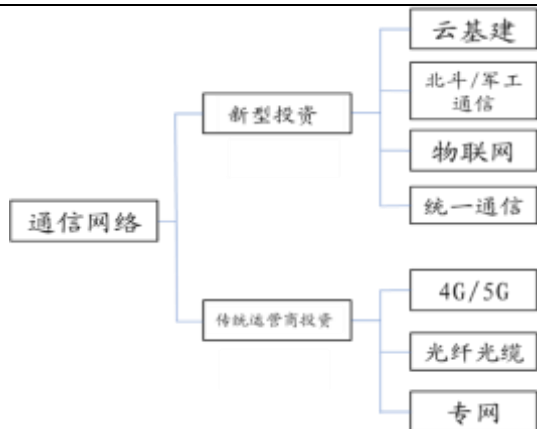 通信网络
新型投资
云基建
北斗/军工
通信
物联网
统一通信
传统运营商投资
4G/5G
光纤光缆
专网